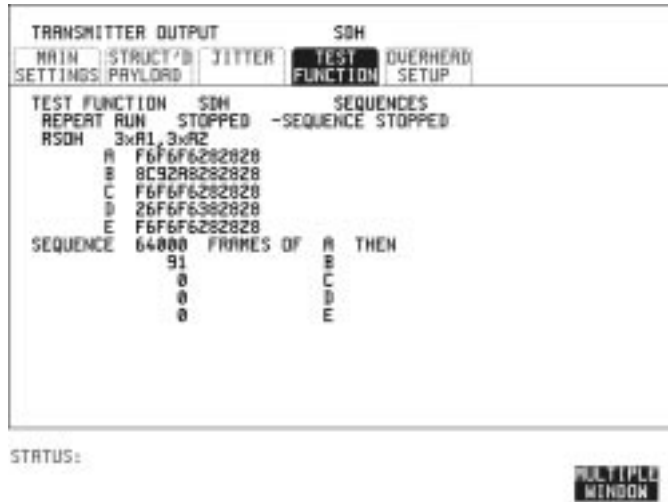 TRANSMITTER OUTPUT SDH
MAIN SETTINGS STRUCT'D PAYLOAD JITTER TEST FUNCTION OVERHEAD SETUP
TEST FUNCTION SDH SEQUENCES
REPEAT RUN STOPPED -SEQUENCE STOPPED
RSOH 3xA1,3xA2
A F6F6F6282828
B 8C92A8282828
C F6F6F6282828
D 26F6F6382828
E F6F6F6282828
SEQUENCE 64000 FRAMES OF A THEN
91 B
0 C
0 D
0 E
STATUS:
MULTIPLE
WINDOW